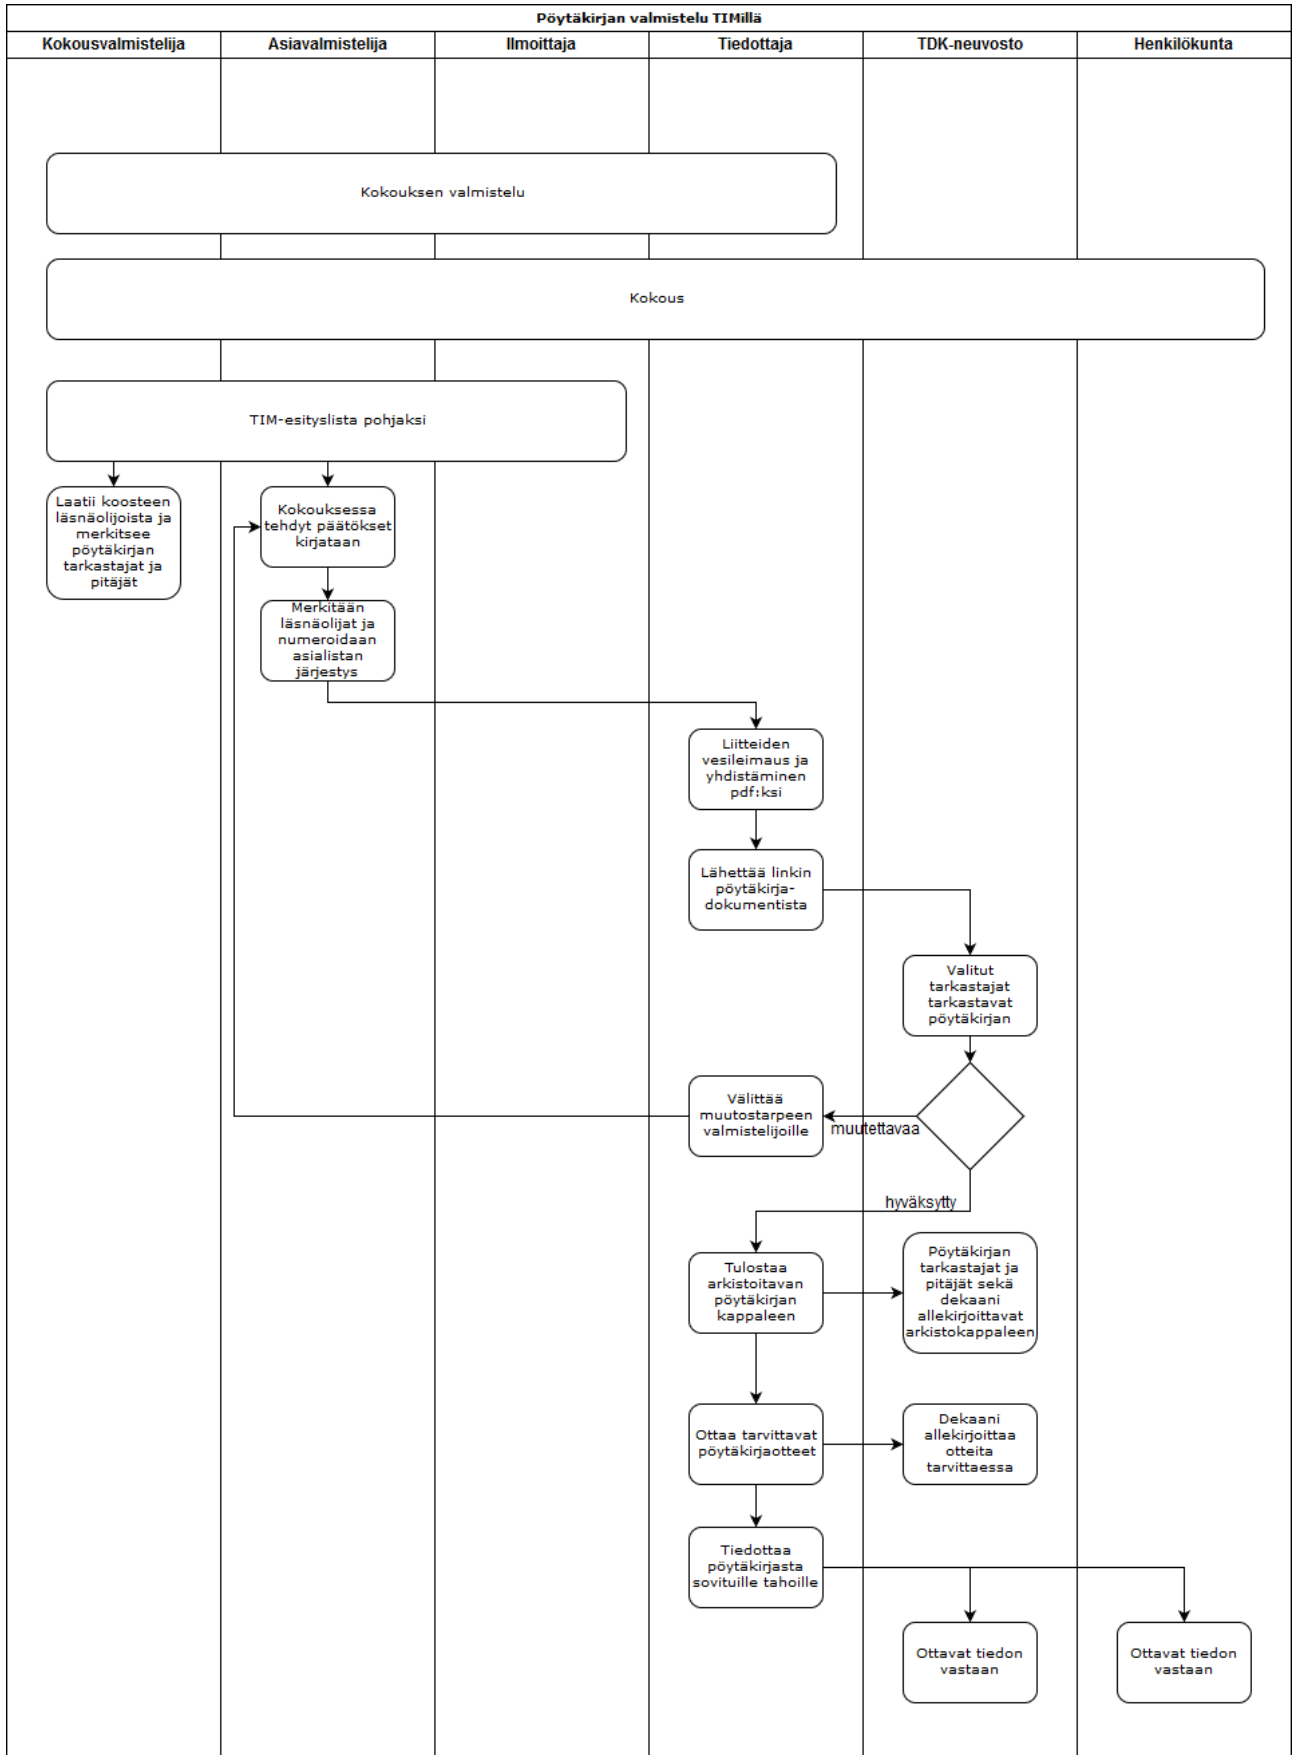 Pöytäkirjan valmistelu TIMillä
Kokousvalmistelija
Asiavalmistelija
Ilmoittaja
Tiedottaja
TDK-neuvosto
Henkilökunta
Kokouksen valmistelu
Kokous
TIM-esityslista pohjaksi
Laatii koosteen
läsnäolijoista ja
merkitsee
pöytäkirjan
tarkastajat ja
pitäjät
Kokouksessa
tehdyt päätökset
kirjataan
Merkitään
läsnäolijat ja
numeroidaan
asialistan
järjestys
Liitteiden
vesileimaus ja
yhdistäminen
pdf:ksi
Lähettää linkin
pöytäkirja-
dokumentista
Valitut
tarkastajat
tarkastavat
pöytäkirjan
Välittää
muutostarpeen
valmistelijoille
muutettavaa
hyväksytty
Tulostaa
arkistoitavan
pöytäkirjan
kappaleen
Pöytäkirjan
tarkastajat ja
pitäjät sekä
dekaani
allekirjoittavat
arkistokappaleen
Ottaa tarvittavat
pöytäkirjaotteet
Dekaani
allekirjoittaa
otteita
tarvittaessa
Tiedottaa
pöytäkirjasta
sovituille tahoille
Ottavat tiedon
vastaan
Ottavat tiedon
vastaan